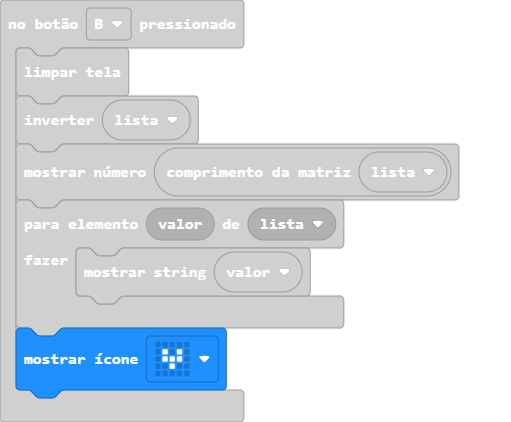 no botão B pressionado
limpar tela
inverter lista
mostrar número comprimento da matriz lista
para elemento valor de lista
fazer
mostrar string valor
mostrar ícone